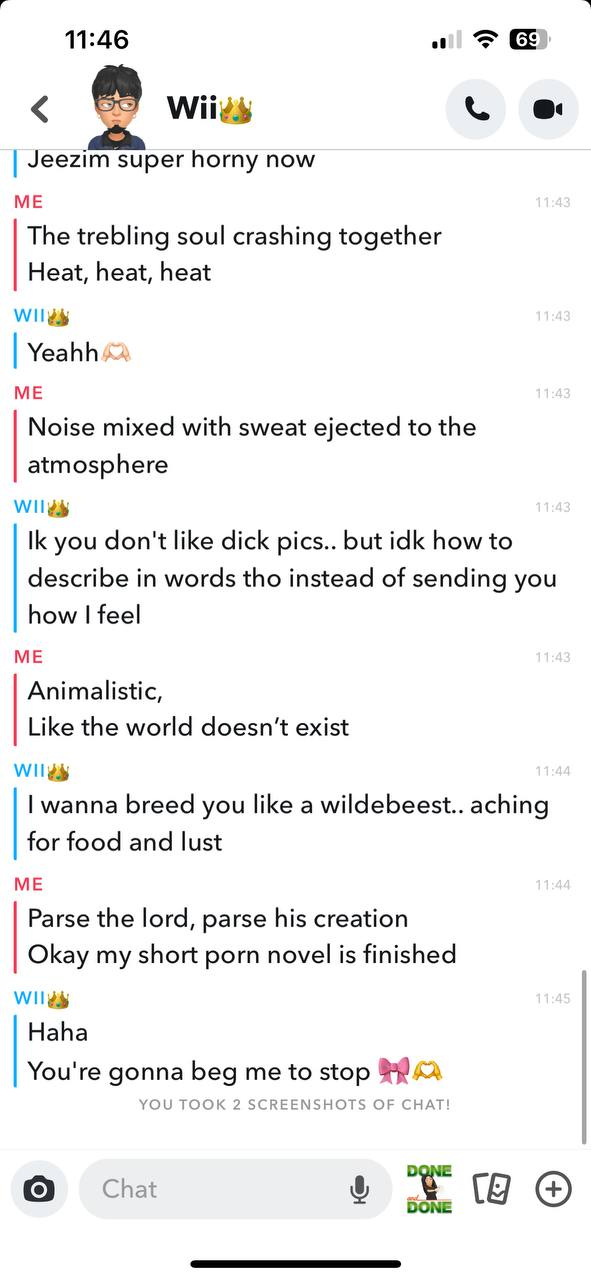 11:46
69
Wii👑
Jeezim super horny now
ME
11:43
The trebling soul crashing together
Heat, heat, heat
WII👑
11:43
Yeahh🫶🏻
ME
11:43
Noise mixed with sweat ejected to the
atmosphere
WII👑
11:43
Ik you don't like dick pics.. but idk how to
describe in words tho instead of sending you
how I feel
ME
11:43
Animalistic,
Like the world doesn’t exist
WII👑
11:44
I wanna breed you like a wildebeest.. aching
for food and lust
ME
11:44
Parse the lord, parse his creation
Okay my short porn novel is finished
WII👑
11:45
Haha
You're gonna beg me to stop 🎀🫶
YOU TOOK 2 SCREENSHOTS OF CHAT!
Chat
DONE
and
DONE